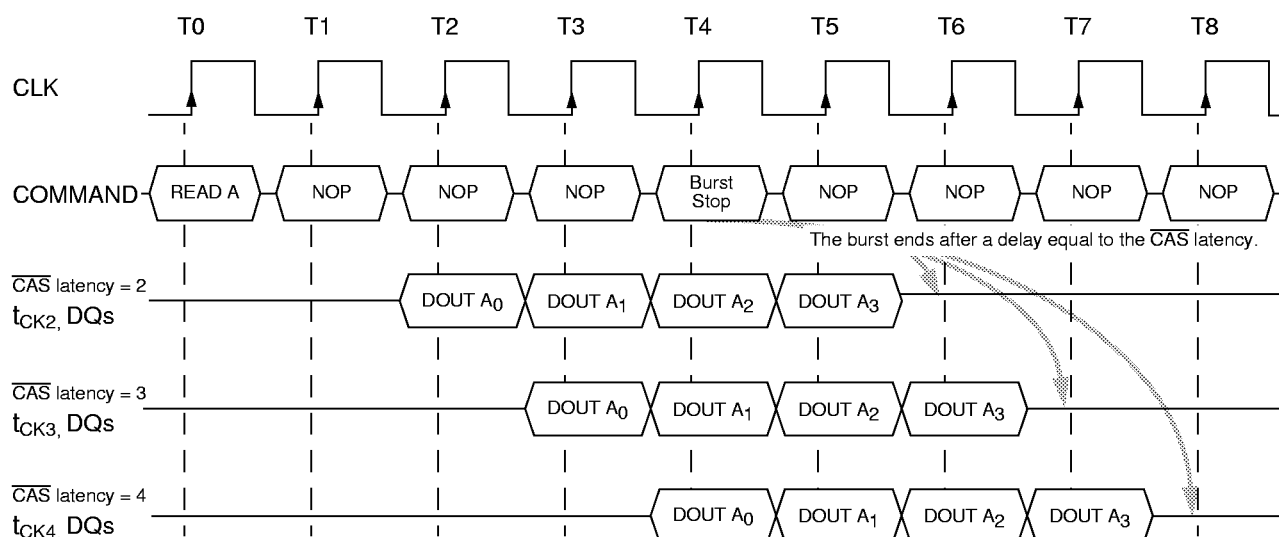 T0 T1 T2 T3 T4 T5 T6 T7 T8
CLK
COMMAND READ A NOP NOP NOP Burst Stop NOP NOP NOP NOP
The burst ends after a delay equal to the CAS latency.
CAS latency = 2
tCK2, DQs DOUT A0 DOUT A1 DOUT A2 DOUT A3
CAS latency = 3
tCK3, DQs DOUT A0 DOUT A1 DOUT A2 DOUT A3
CAS latency = 4
tCK4, DQs DOUT A0 DOUT A1 DOUT A2 DOUT A3